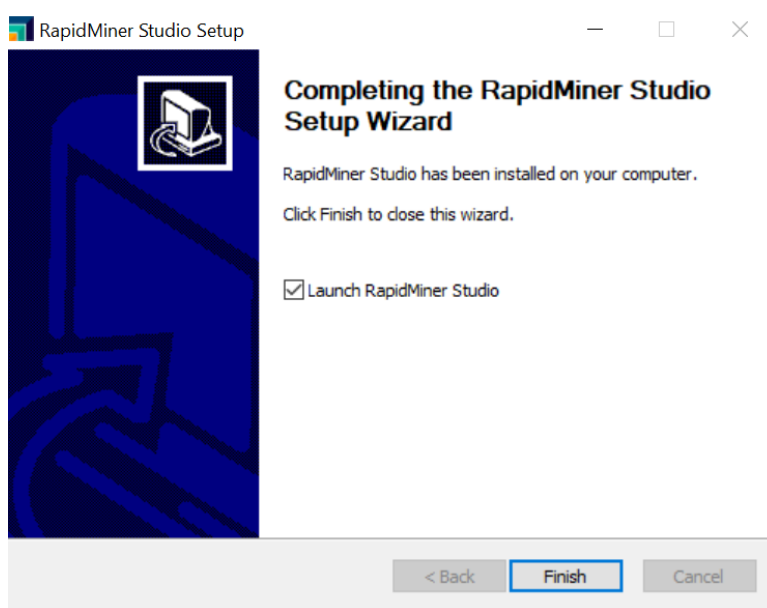 RapidMiner Studio Setup
Completing the RapidMiner Studio
Setup Wizard
RapidMiner Studio has been installed on your computer.
Click Finish to close this wizard.
Launch RapidMiner Studio
< Back Finish Cancel